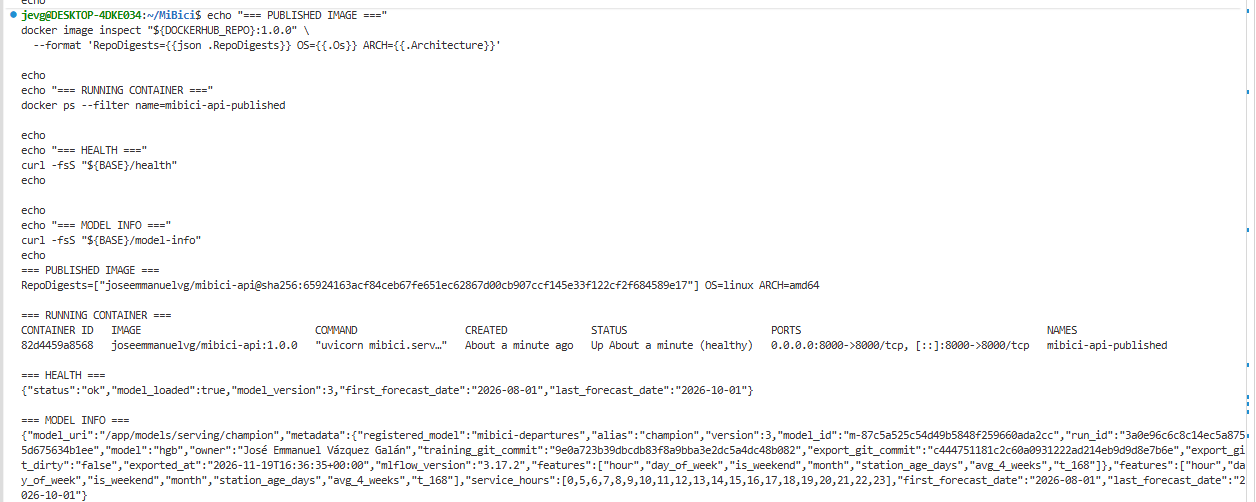 echo
jevg@DESKTOP-4DKE034:~/MiBici$ echo "=== PUBLISHED IMAGE ==="
docker image inspect "${DOCKERHUB_REPO}:1.0.0" \
  --format 'RepoDigests={{json .RepoDigests}} OS={{.Os}} ARCH={{.Architecture}}'

echo
echo "=== RUNNING CONTAINER ==="
docker ps --filter name=mibici-api-published

echo
echo "=== HEALTH ==="
curl -fsS "${BASE}/health"
echo

echo
echo "=== MODEL INFO ==="
curl -fsS "${BASE}/model-info"
echo
=== PUBLISHED IMAGE ===
RepoDigests=["joseemmanuelvg/mibici-api@sha256:65924163acf84ceb67fe651ec62867d00cb907ccf145e33f122cf2f684589e17"] OS=linux ARCH=amd64

=== RUNNING CONTAINER ===
CONTAINER ID   IMAGE                            COMMAND                  CREATED              STATUS                        PORTS                                         NAMES
82d4459a8568   joseemmanuelvg/mibici-api:1.0.0   "uvicorn mibici.serv…"   About a minute ago   Up About a minute (healthy)   0.0.0.0:8000->8000/tcp, [::]:8000->8000/tcp   mibici-api-published

=== HEALTH ===
{"status":"ok","model_loaded":true,"model_version":3,"first_forecast_date":"2026-08-01","last_forecast_date":"2026-10-01"}

=== MODEL INFO ===
{"model_uri":"/app/models/serving/champion","metadata":{"registered_model":"mibici-departures","alias":"champion","version":3,"model_id":"m-87c5a525c54d49b5848f259660ada2cc","run_id":"3a0e96c6c8c14ec5a875
5d675634b1ee","model":"hgb","owner":"José Emmanuel Vázquez Galán","training_git_commit":"9e0a723b39dbcdb83f8a9bba3e2dc5a4dc48b082","export_git_commit":"c444751181c2c60a0931222ad214eb9d9d8e7b6e","export_gi
t_dirty":"false","exported_at":"2026-11-19T16:36:35+00:00","mlflow_version":"3.17.2","features":["hour","day_of_week","is_weekend","month","station_age_days","avg_4_weeks","t_168"]},"features":["hour","da
y_of_week","is_weekend","month","station_age_days","avg_4_weeks","t_168"],"service_hours":[0,5,6,7,8,9,10,11,12,13,14,15,16,17,18,19,20,21,22,23],"first_forecast_date":"2026-08-01","last_forecast_date":"2
026-10-01"}